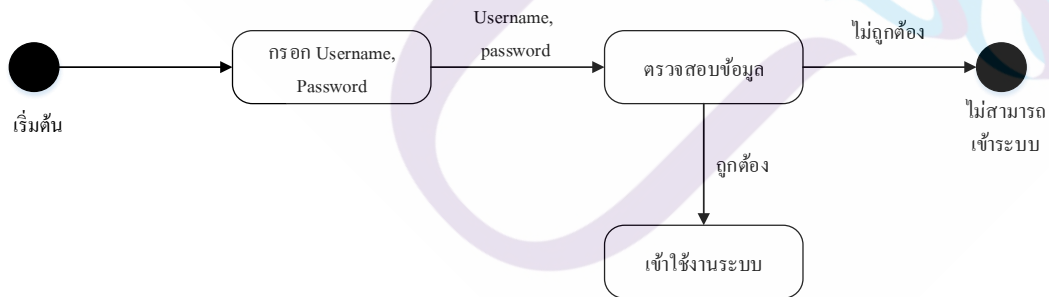 เริ่มต้น
กรอก Username,
Password
Username,
password
ตรวจสอบข้อมูล
ไม่ถูกต้อง
ไม่สามารถ
เข้าระบบ
ถูกต้อง
เข้าใช้งานระบบ